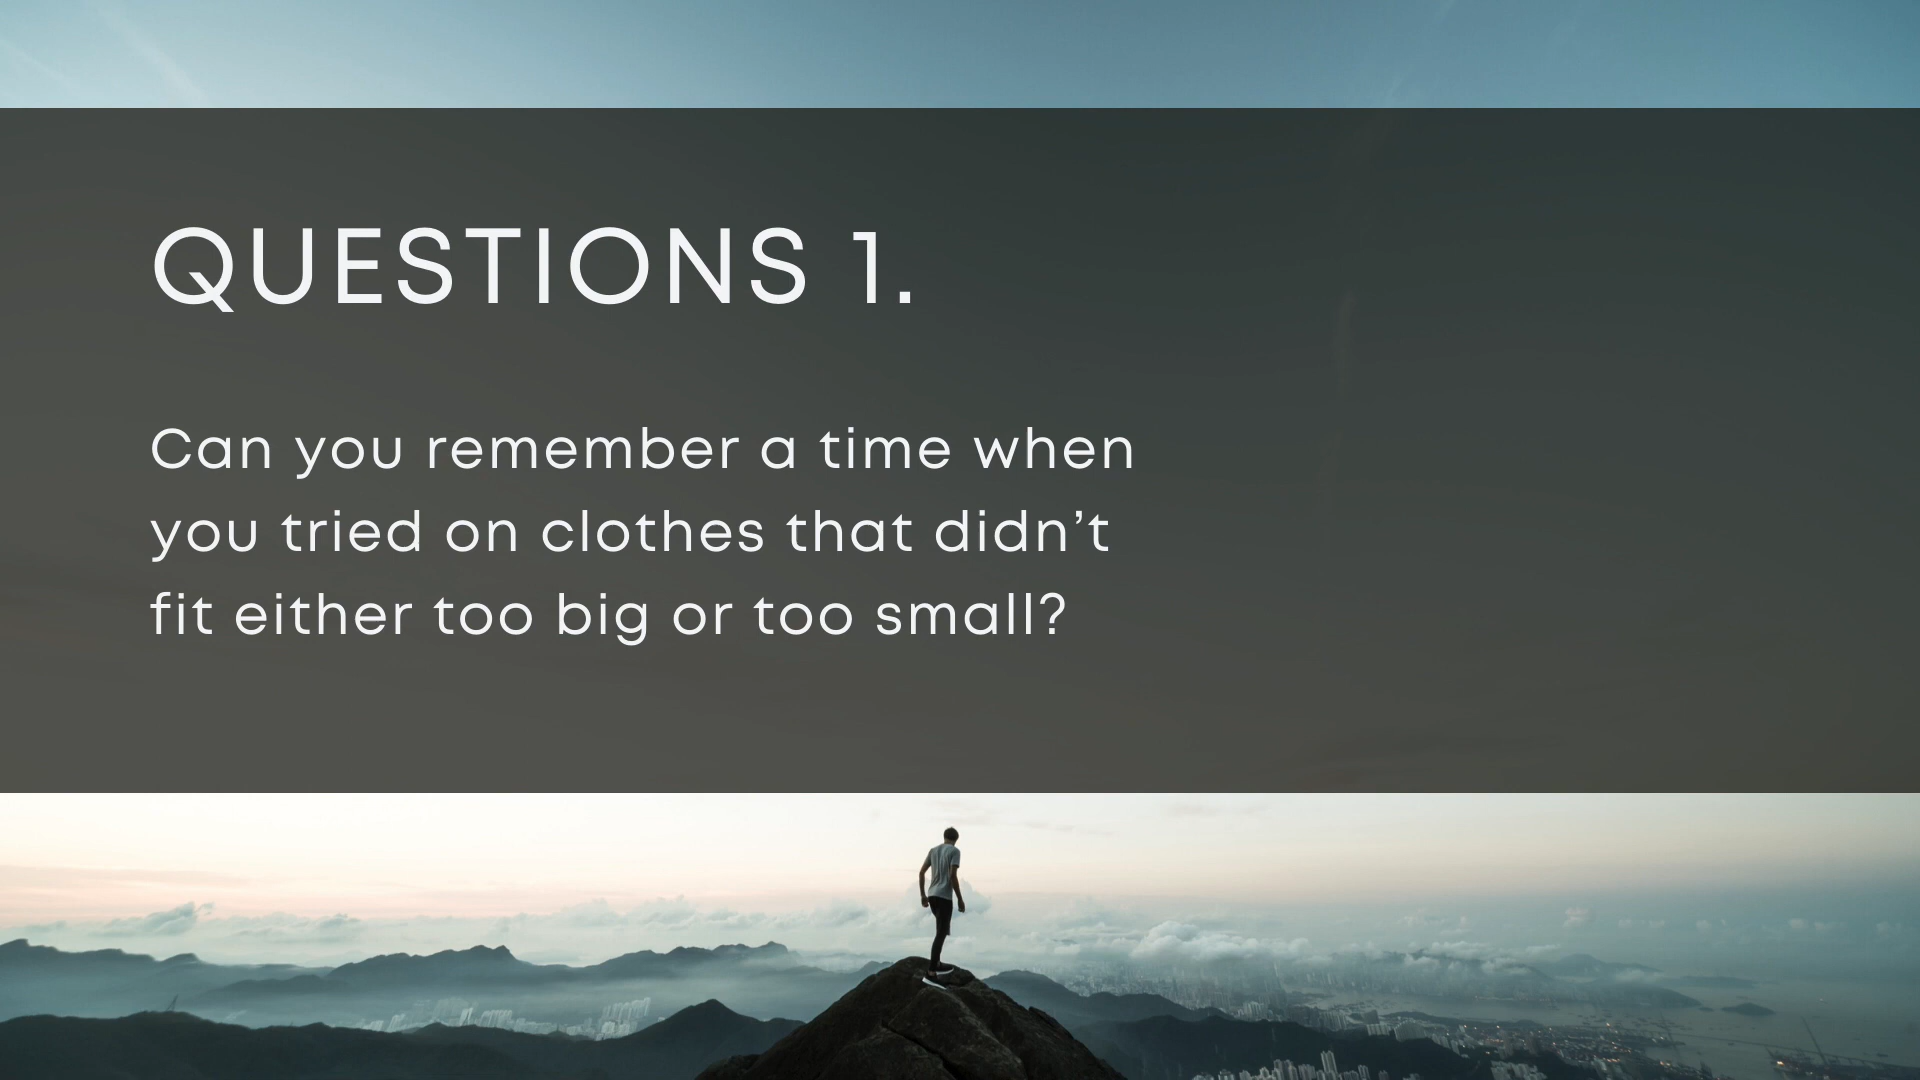 QUESTIONS 1.
Can you remember a time when
you tried on clothes that didn’t
fit either too big or too small?